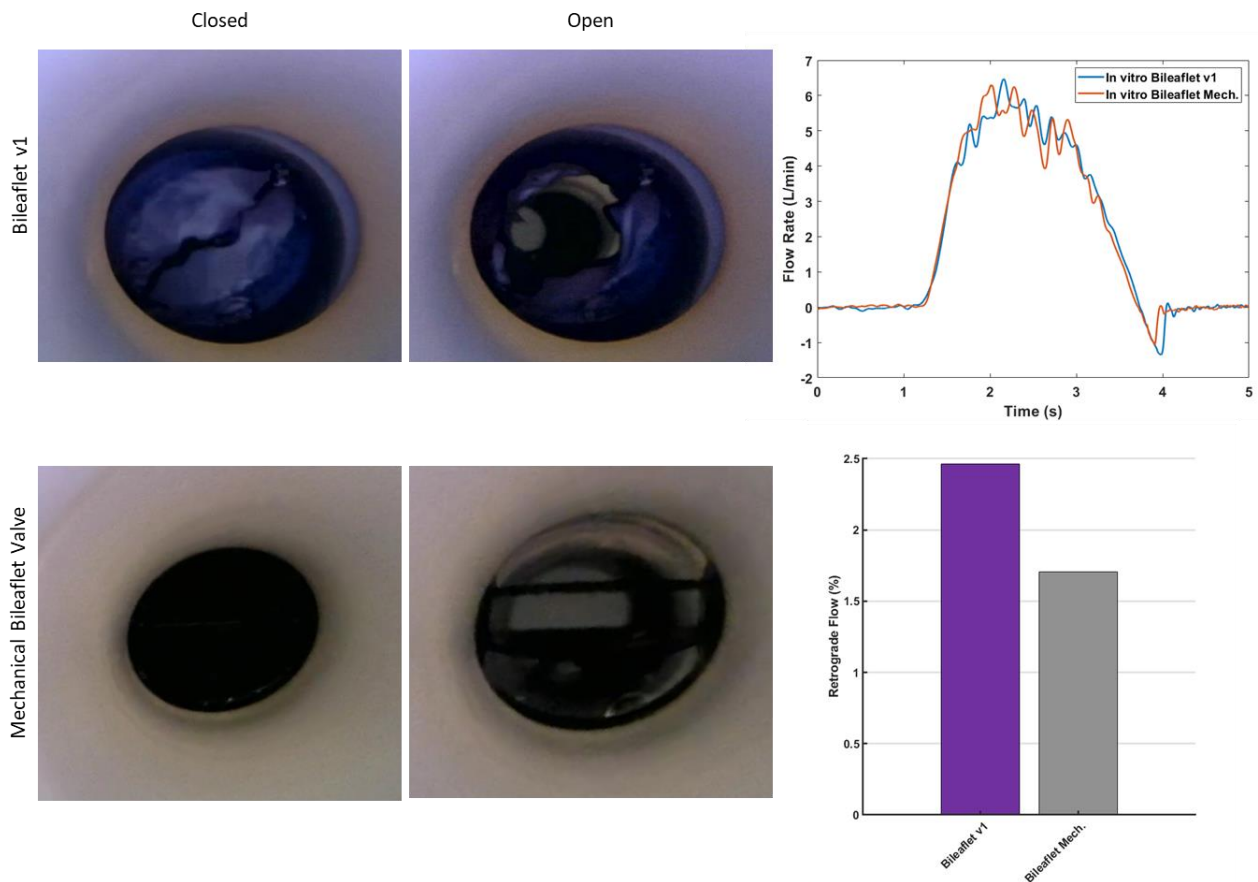 Closed
Open
Bileaflet v1
7
6
5
4
3
2
1
0
-1
-2
Flow Rate (L/min)
In vitro Bileaflet v1
In vitro Bileaflet Mech.
0
1
2
3
4
5
Time (s)
Mechanical Bileaflet Valve
2.5
2
1.5
1
0.5
0
Retrograde Flow (%)
Bileaflet v1
Bileaflet Mech.